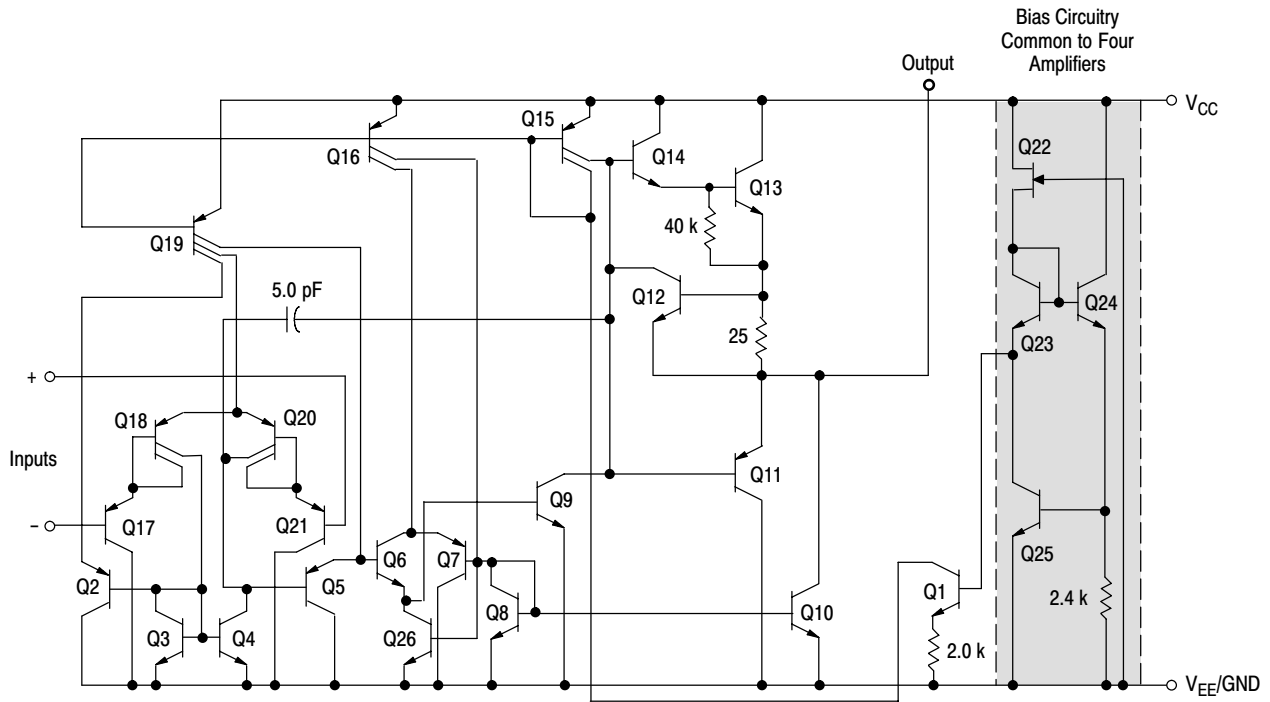 Bias Circuitry
Common to Four
Amplifiers
Output
VCC
Q15
Q22
Q16
Q14
Q13
40 k
Q19
5.0 pF
Q12
Q24
25
Q23
+
Q18
Q20
Inputs
Q11
Q9
–
Q17
Q21
Q25
Q6
Q7
Q2
Q5
Q1
Q8
Q10
2.4 k
Q3
Q4
Q26
2.0 k
VEE/GND